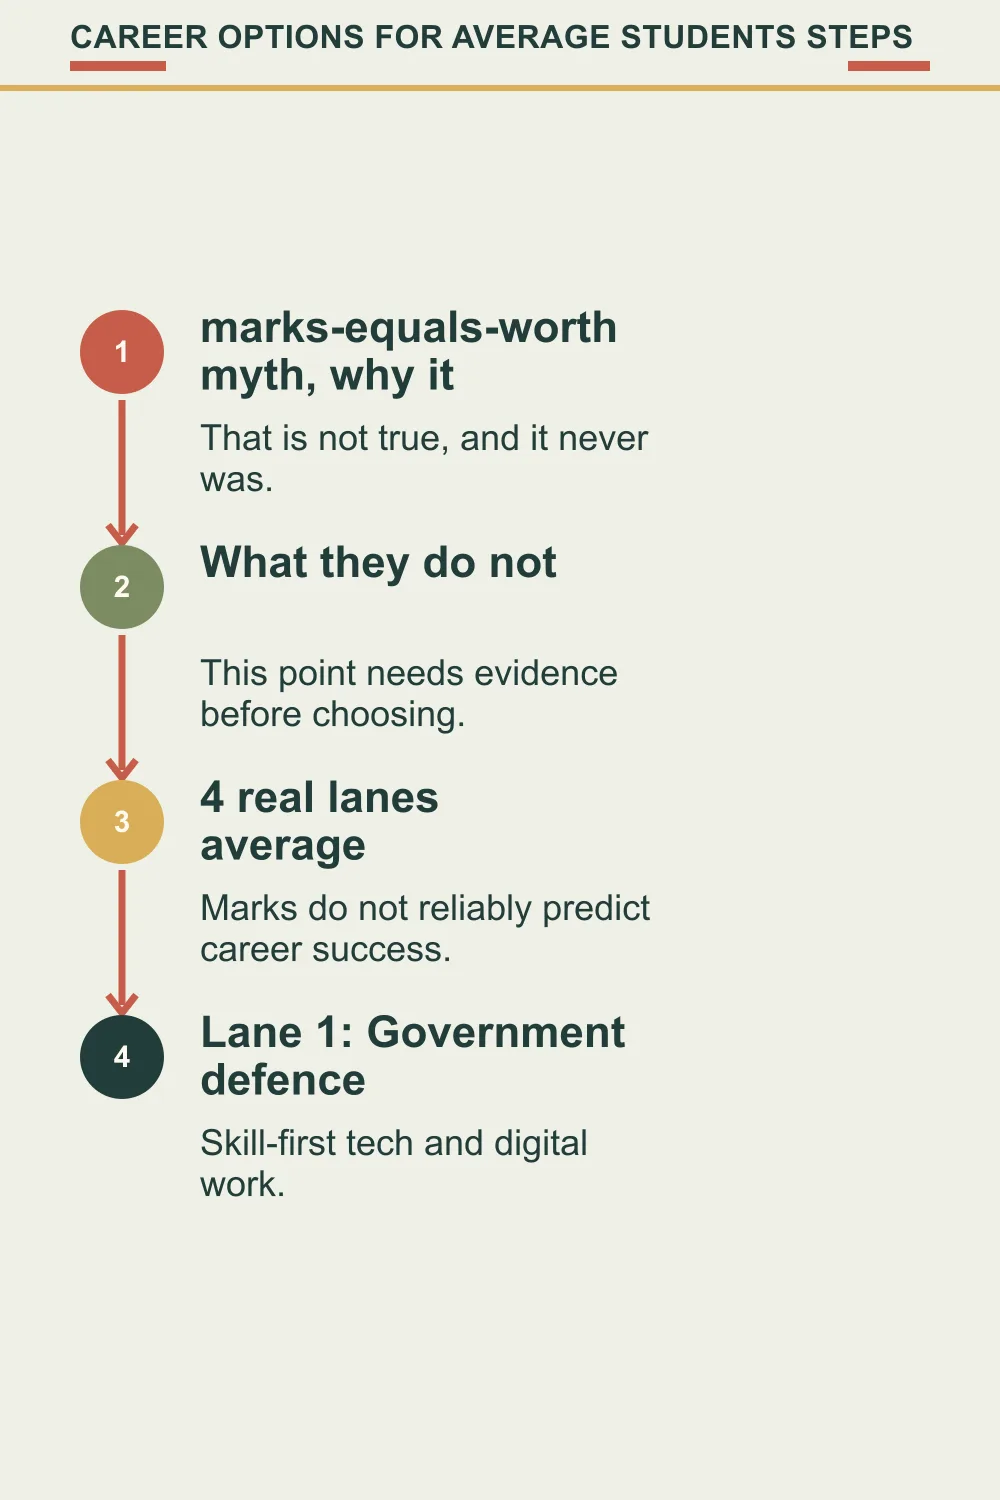 CAREER OPTIONS FOR AVERAGE STUDENTS STEPS
1
marks-equals-worth
myth, why it
That is not true, and it never
was.
2
What they do not
This point needs evidence
before choosing.
3
4 real lanes
average
Marks do not reliably predict
career success.
4
Lane 1: Government
defence
Skill-first tech and digital
work.